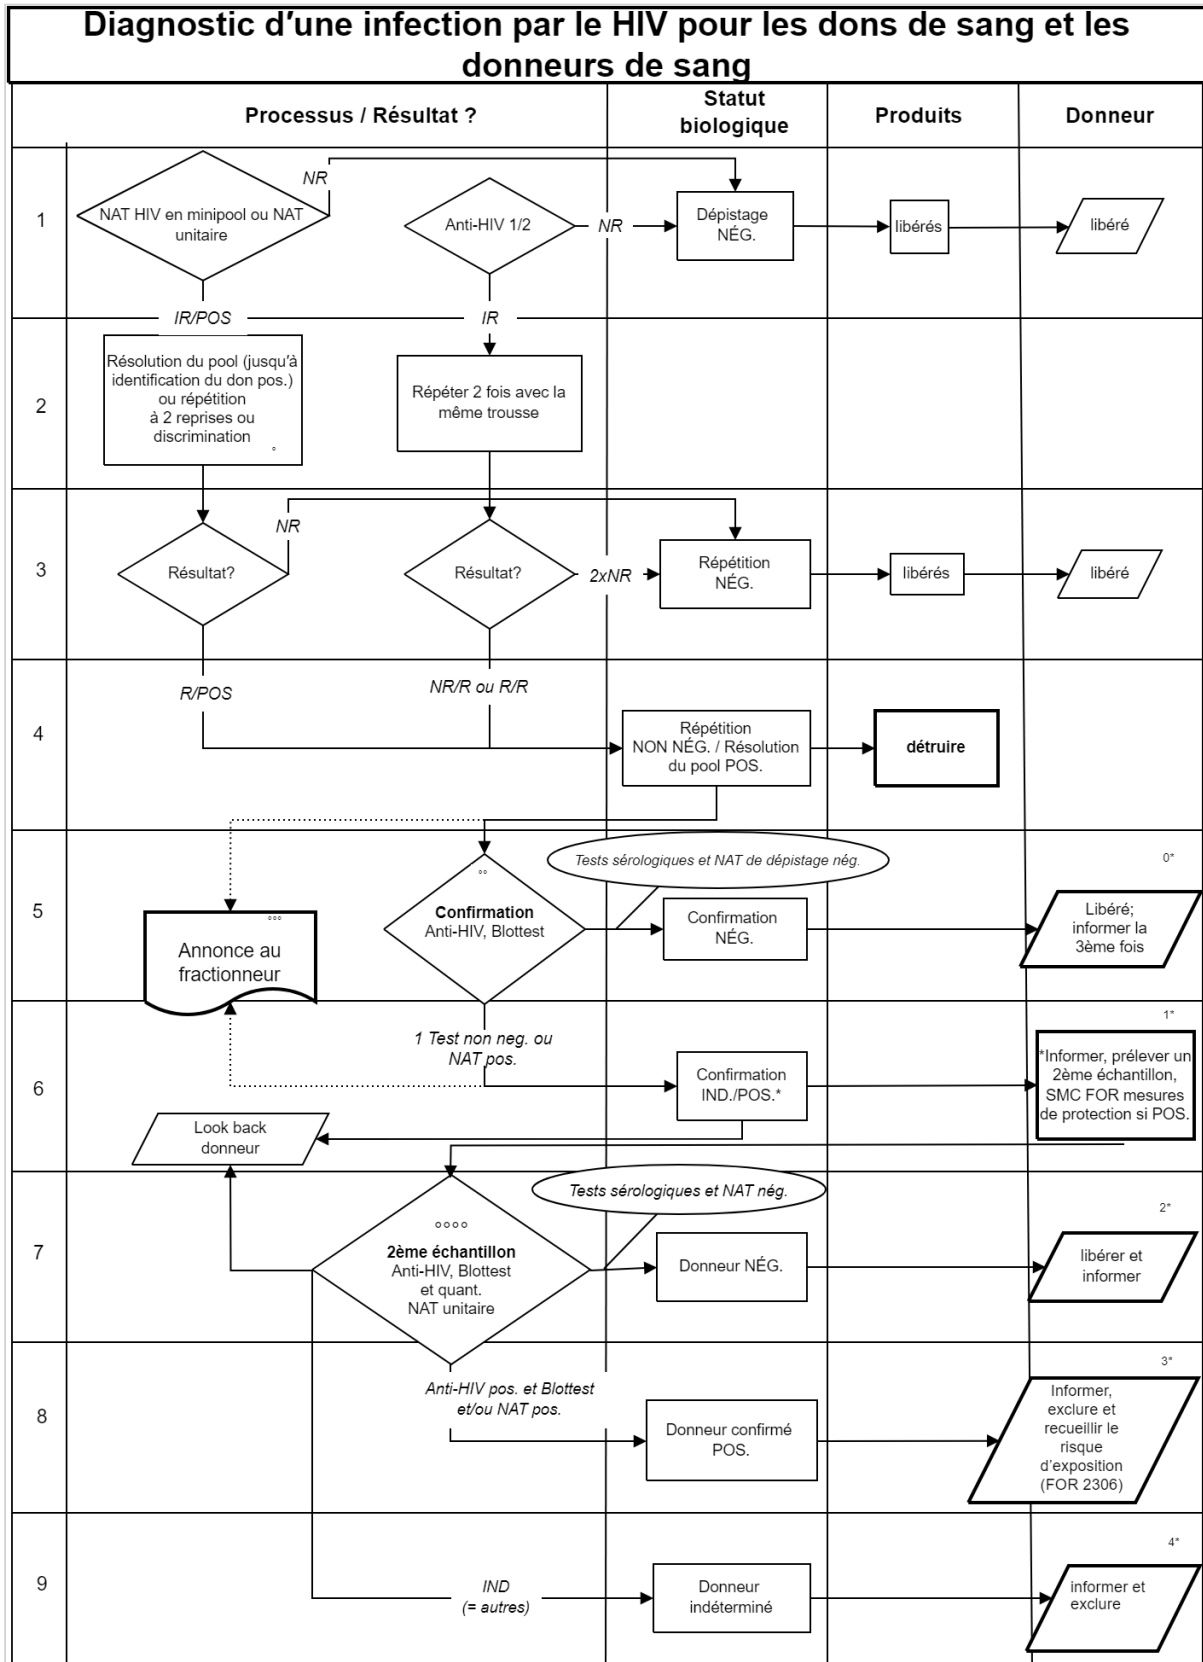 Diagnostic d'une infection par le HIV pour les dons de sang et les
donneurs de sang
Processus / Résultat ?
Statut
biologique
Produits
Donneur
1
NAT HIV en minipool ou NAT
unitaire
NR
Anti-HIV 1/2
NR
Dépistage
NÉG.
libérés
libéré
IR/POS
IR
2
Résolution du pool (jusqu'à
identification du don pos.)
ou répétition
à 2 reprises ou
discrimination
°
Répéter 2 fois avec la
même trousse
3
Résultat?
NR
Résultat?
2xNR
Répétition
NÉG.
libérés
libéré
R/POS
NR/R ou R/R
4
Répétition
NON NÉG. / Résolution
du pool POS.
détruire
5
Tests sérologiques et NAT de dépistage nég.
°°
Confirmation
Anti-HIV, Blottest
Confirmation
NÉG.
0*
Libéré;
informer la
3ème fois
°°°
Annonce au
fractionneur
6
1 Test non neg. ou
NAT pos.
Confirmation
IND./POS.*
1*
*Informer, prélever un
2ème échantillon,
SMC FOR mesures
de protection si POS.
Look back
donneur
7
Tests sérologiques et NAT nég.
°°°°
2ème échantillon
Anti-HIV, Blottest
et quant.
NAT unitaire
Donneur NÉG.
2*
libérer et
informer
8
Anti-HIV pos. et Blottest
et/ou NAT pos.
Donneur confirmé
POS.
3*
Informer,
exclure et
recueillir le
risque
d'exposition
(FOR 2306)
9
IND
(= autres)
Donneur
indéterminé
4*
informer et
exclure